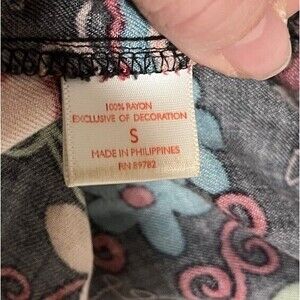 100% RAYON
EXCLUSIVE OF DECORATION
S
MADE IN PHILIPPINES
RN 89782